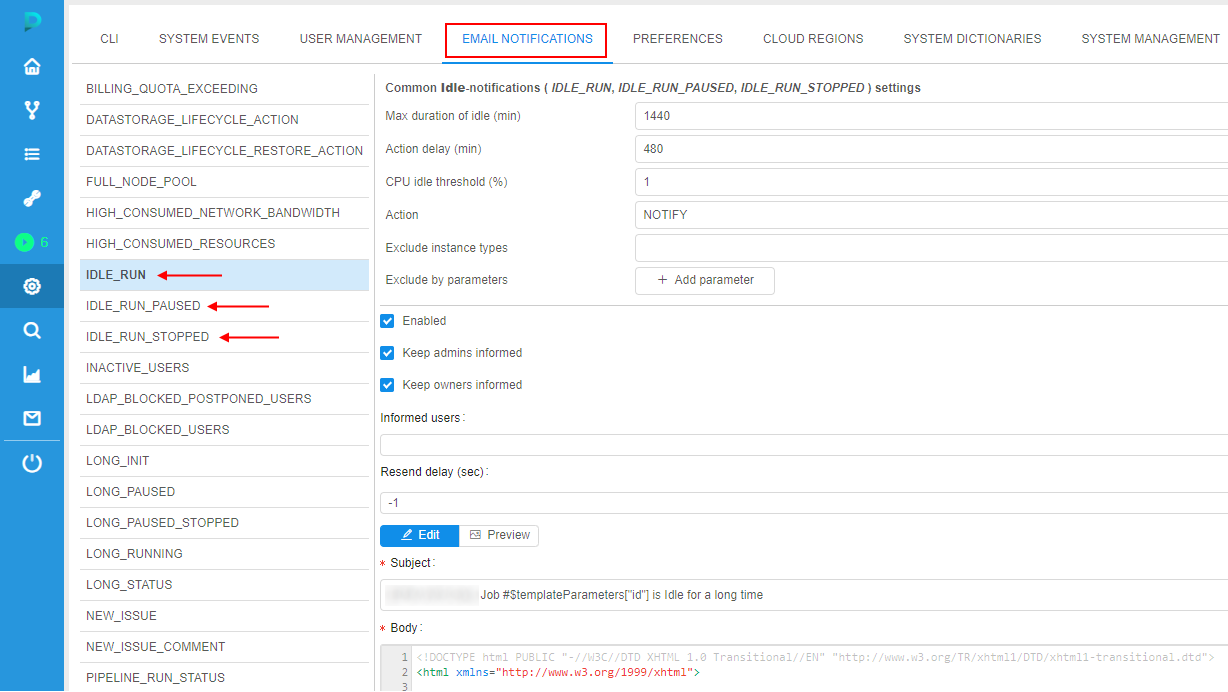 CLI SYSTEM EVENTS USER MANAGEMENT EMAIL NOTIFICATIONS PREFERENCES CLOUD REGIONS SYSTEM DICTIONARIES SYSTEM MANAGEMENT
6
BILLING_QUOTA_EXCEEDING
DATASTORAGE_LIFECYCLE_ACTION
DATASTORAGE_LIFECYCLE_RESTORE_ACTION
FULL_NODE_POOL
HIGH_CONSUMED_NETWORK_BANDWIDTH
HIGH_CONSUMED_RESOURCES
IDLE_RUN
IDLE_RUN_PAUSED
IDLE_RUN_STOPPED
INACTIVE_USERS
LDAP_BLOCKED_POSTPONED_USERS
LDAP_BLOCKED_USERS
LONG_INIT
LONG_PAUSED
LONG_PAUSED_STOPPED
LONG_RUNNING
LONG_STATUS
NEW_ISSUE
NEW_ISSUE_COMMENT
PIPELINE_RUN_STATUS
Common Idle-notifications ( IDLE_RUN, IDLE_RUN_PAUSED, IDLE_RUN_STOPPED ) settings
Max duration of idle (min) 1440
Action delay (min) 480
CPU idle threshold (%) 1
Action NOTIFY
Exclude instance types
Exclude by parameters + Add parameter
Enabled
Keep admins informed
Keep owners informed
Informed users:
Resend delay (sec):
-1
Edit Preview
* Subject:
Job #$templateParameters["id"] is Idle for a long time
* Body:
1 <!DOCTYPE html PUBLIC "-//W3C//DTD XHTML 1.0 Transitional//EN" "http://www.w3.org/TR/xhtml1/DTD/xhtml1-transitional.dtd">
2 <html xmlns="http://www.w3.org/1999/xhtml">
3